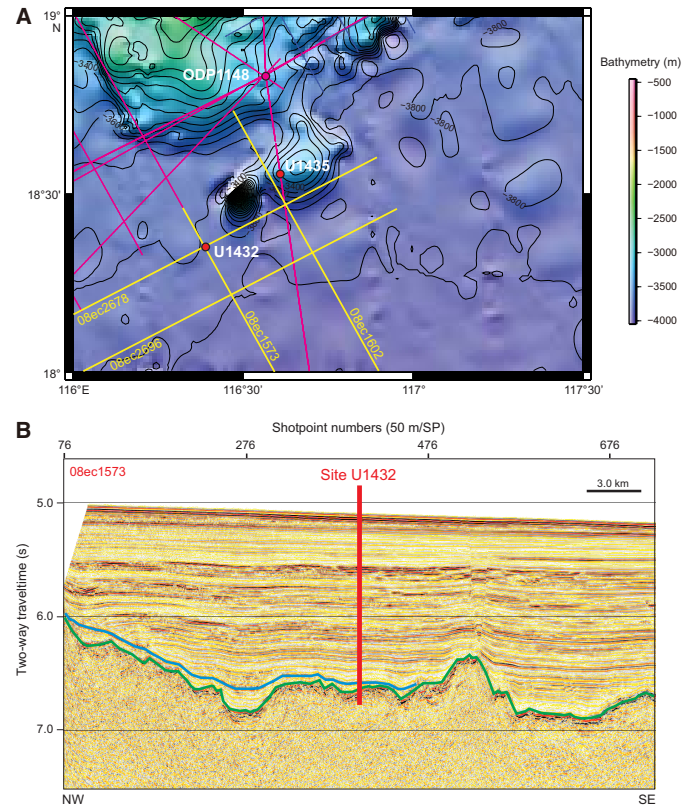 A
19°
N
18°30'
18°
116°E
116°30'
117°
117°30'
ODP1148
U1435
U1432
08ec2678
08ec2696
08ec1573
08ec1602
−3400
−3800
−3800
−3800
−3800
Bathymetry (m)
−500
−1000
−1500
−2000
−2500
−3000
−3500
−4000
B
Shotpoint numbers (50 m/SP)
76
276
476
676
08ec1573
Site U1432
3.0 km
5.0
6.0
7.0
Two-way traveltime (s)
NW
SE